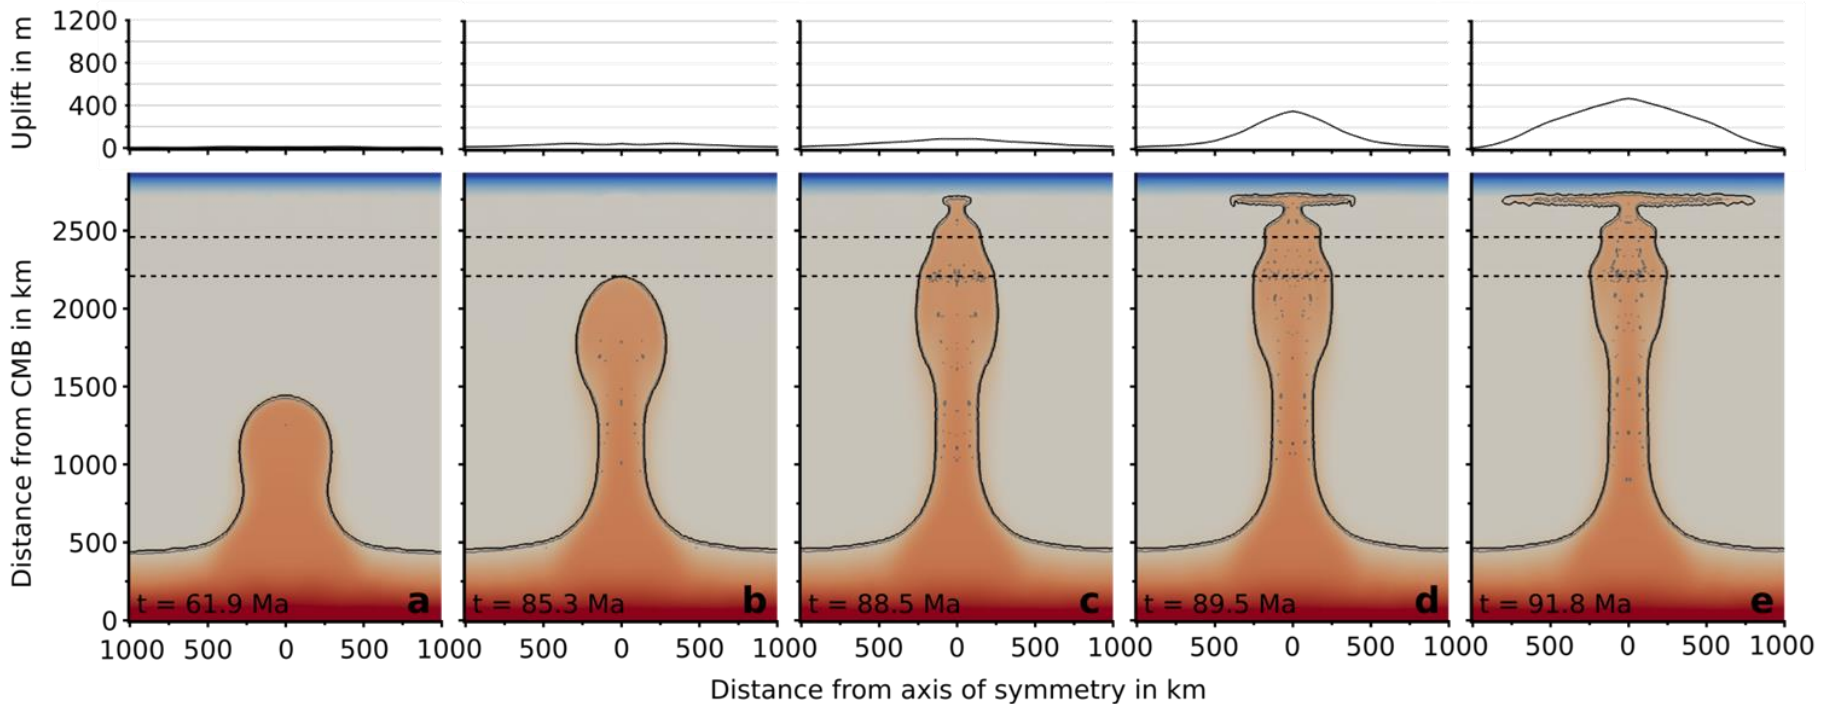 Uplift in m
1200
800
400
0
Distance from CMB in km
2500
2000
1500
1000
500
0
t = 61.9 Ma a
t = 85.3 Ma b
t = 88.5 Ma c
t = 89.5 Ma d
t = 91.8 Ma e
1000 500 0 500 1000 500 0 500 1000 500 0 500 1000 500 0 500 1000 500 0 500 1000
Distance from axis of symmetry in km